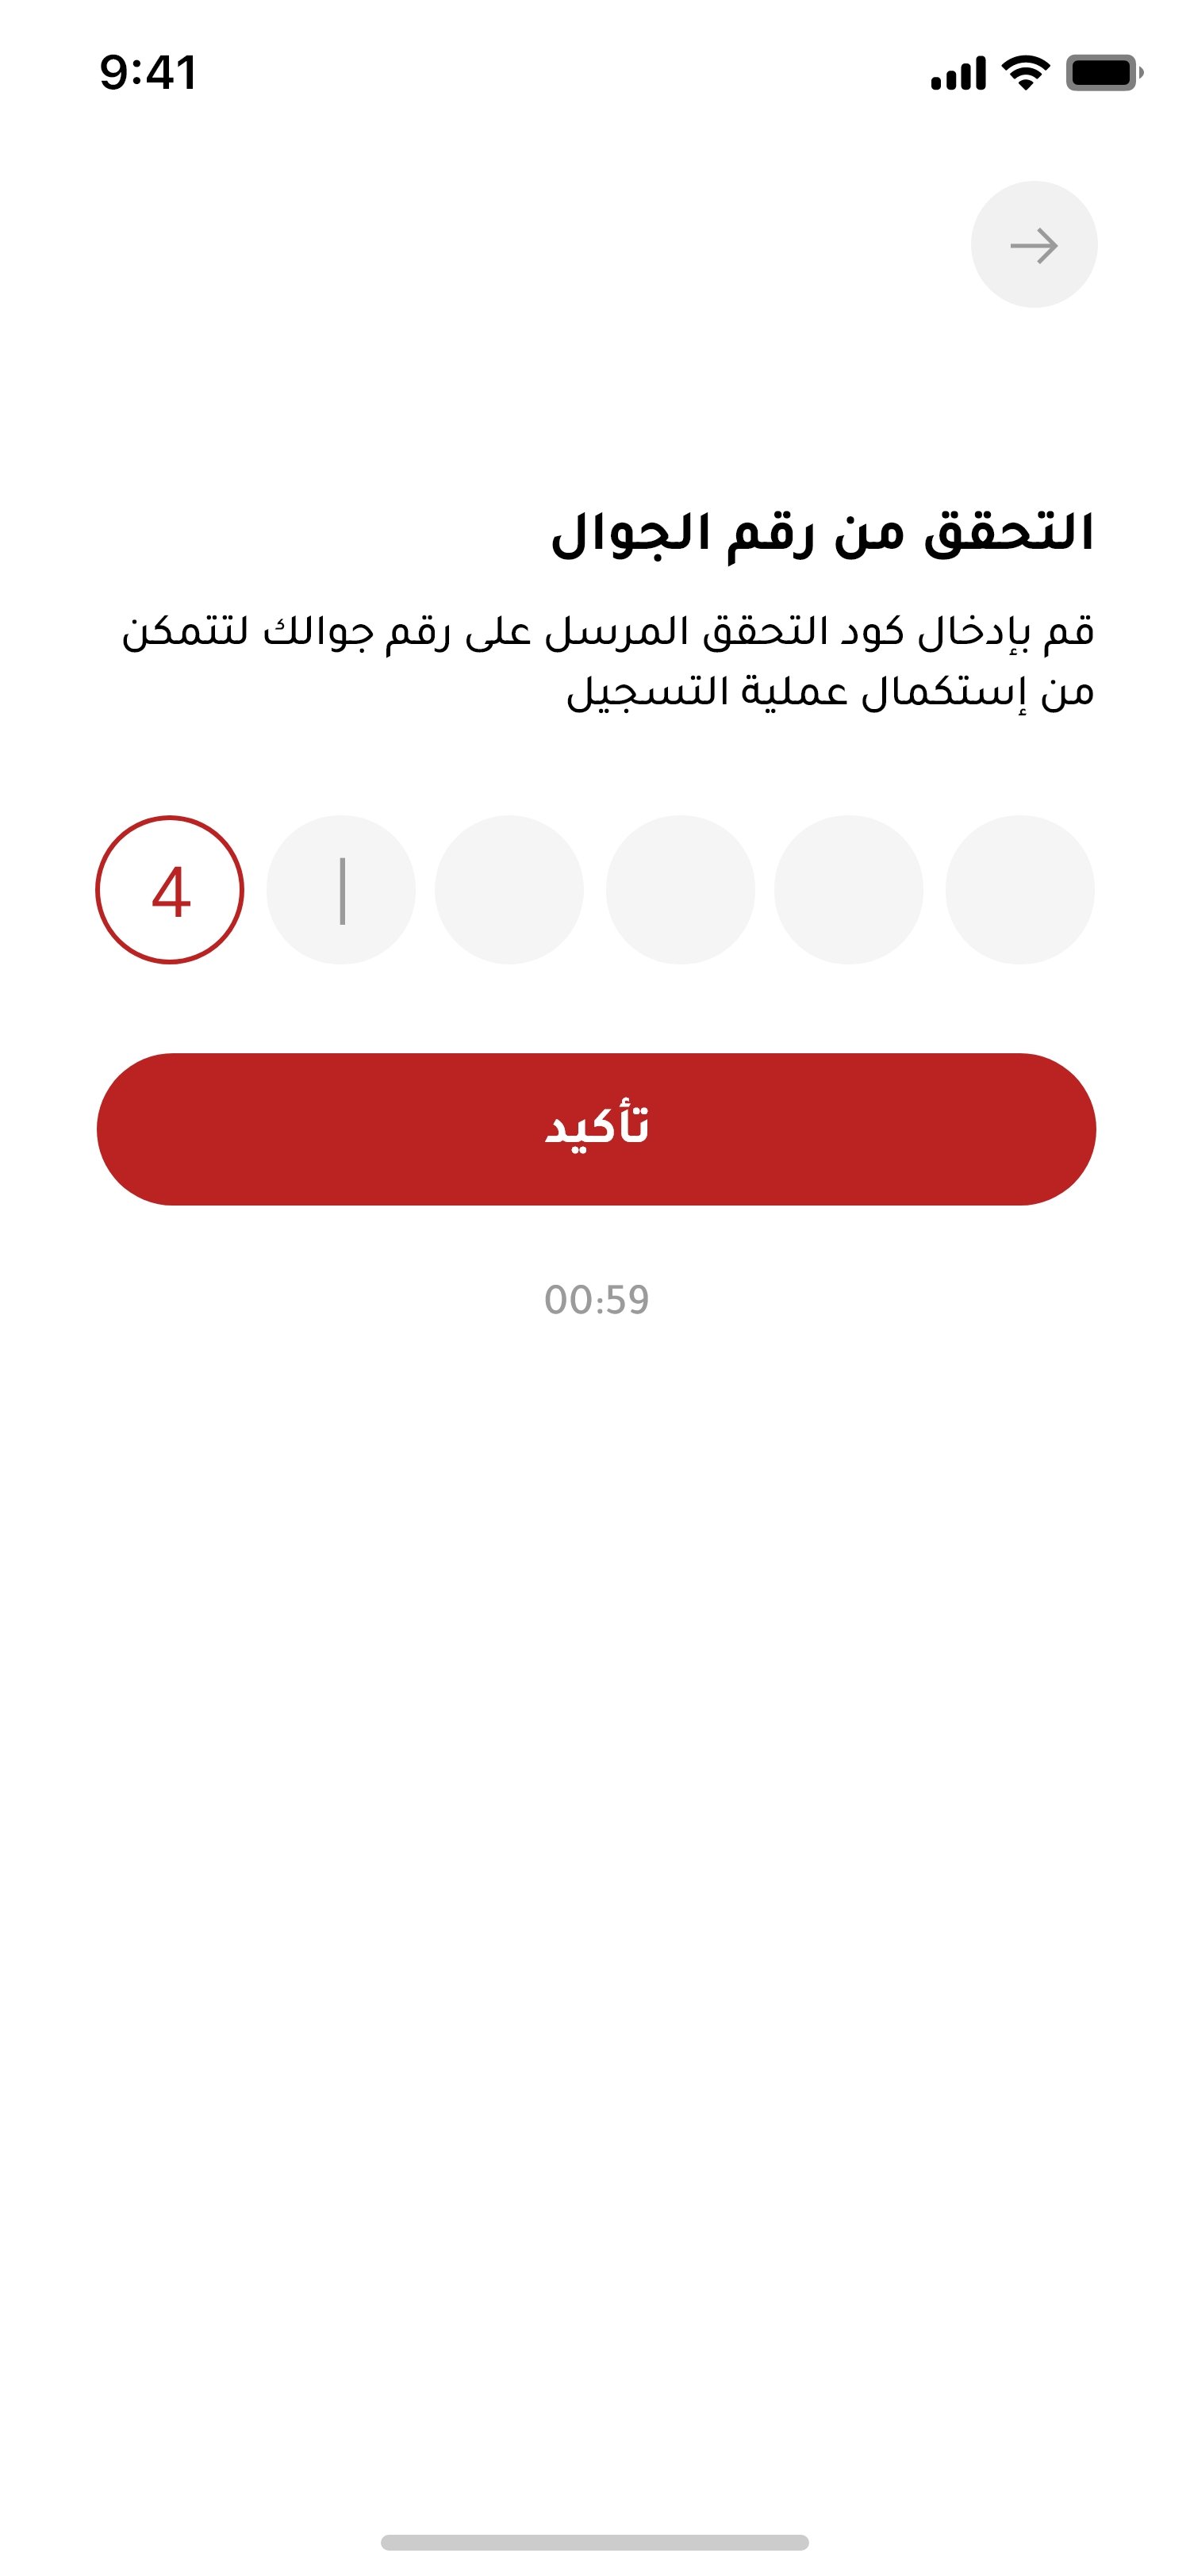 9:41
التحقق من رقم الجوال
قم بإدخال كود التحقق المرسل على رقم جوالك لتتمكن
من إستكمال عملية التسجيل
4
تأكيد
00:59